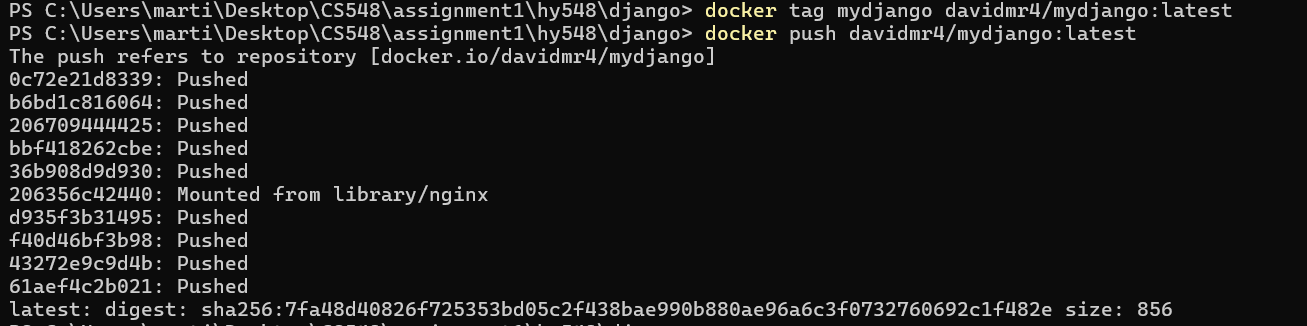 PS C:\Users\marti\Desktop\CS548\assignment1\hy548\django> docker tag mydjango davidmr4/mydjango:latest
PS C:\Users\marti\Desktop\CS548\assignment1\hy548\django> docker push davidmr4/mydjango:latest
The push refers to repository [docker.io/davidmr4/mydjango]
0c72e21d8339: Pushed
b6bd1c816064: Pushed
206709444425: Pushed
bbf418262cbe: Pushed
36b908d9d930: Pushed
206356c42440: Mounted from library/nginx
d935f3b31495: Pushed
f40d46bf3b98: Pushed
43272e9c9d4b: Pushed
61aef4c2b021: Pushed
latest: digest: sha256:7fa48d40826f725353bd05c2f438bae990b880ae96a6c3f0732760692c1f482e size: 856